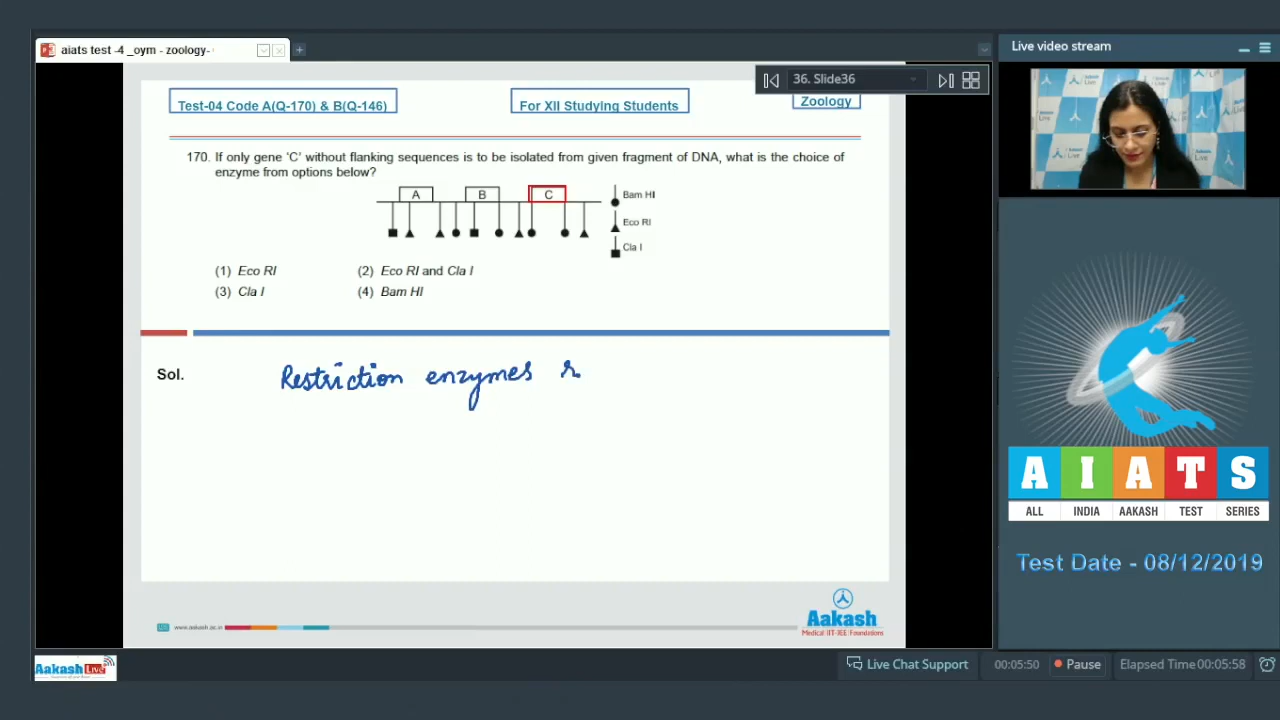 aiats test -4 _oym - zoology-
Live video stream
36. Slide36
Test-04 Code A(Q-170) & B(Q-146)
For XII Studying Students
Zoology
170. If only gene ‘C’ without flanking sequences is to be isolated from given fragment of DNA, what is the choice of
enzyme from options below?
A B C
Bam HI
Eco RI
Cla I
(1) Eco RI (2) Eco RI and Cla I
(3) Cla I (4) Bam HI
Sol. Restriction enzymes
AIATS
ALL INDIA AAKASH TEST SERIES
Test Date - 08/12/2019
www.aakash.ac.in
Aakash
Medical | IIT-JEE | Foundations
Aakash Live
Live Chat Support
00:05:50
Pause
Elapsed Time 00:05:58